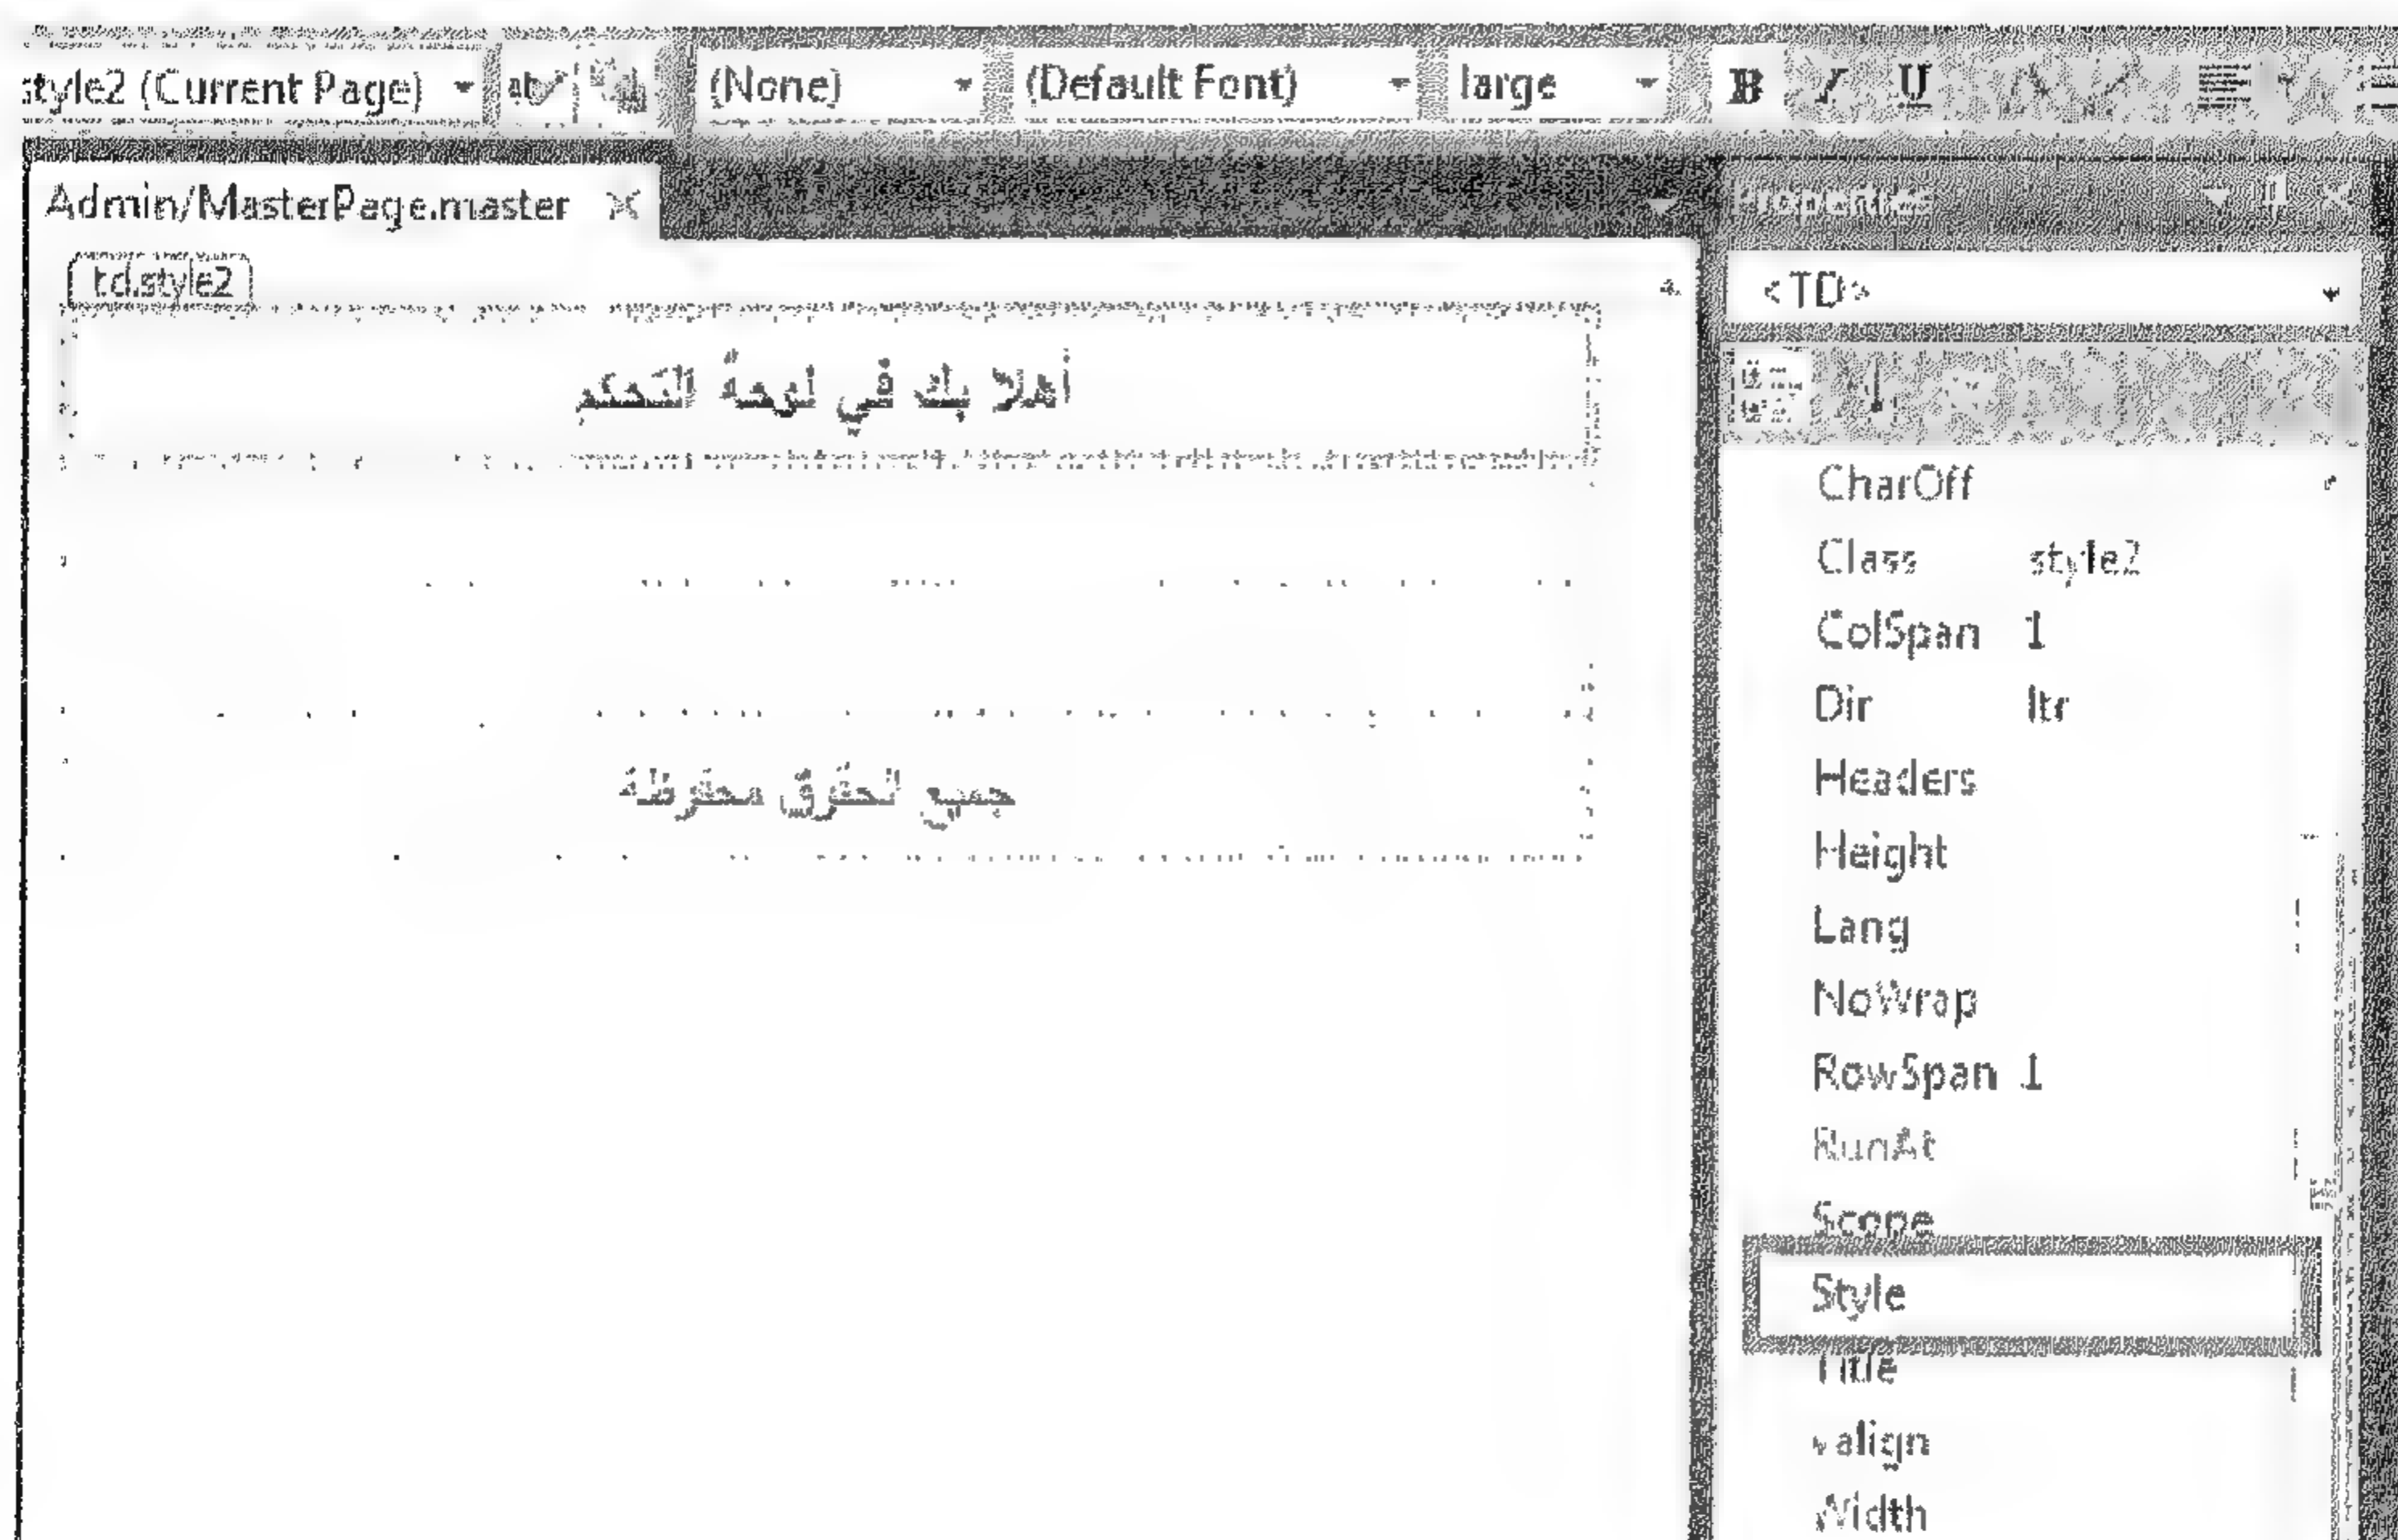 style2 (Current Page) (None) (Default Font) large B I U
Admin/MasterPage.master
Properties
td.style2
<TD>
أهلا بك في لوحة التحكم
جميع الحقوق محفوظة
CharOff
Class style2
ColSpan 1
Dir ltr
Headers
Height
Lang
NoWrap
RowSpan 1
RunAt
Scope
Style
Title
valign
Width